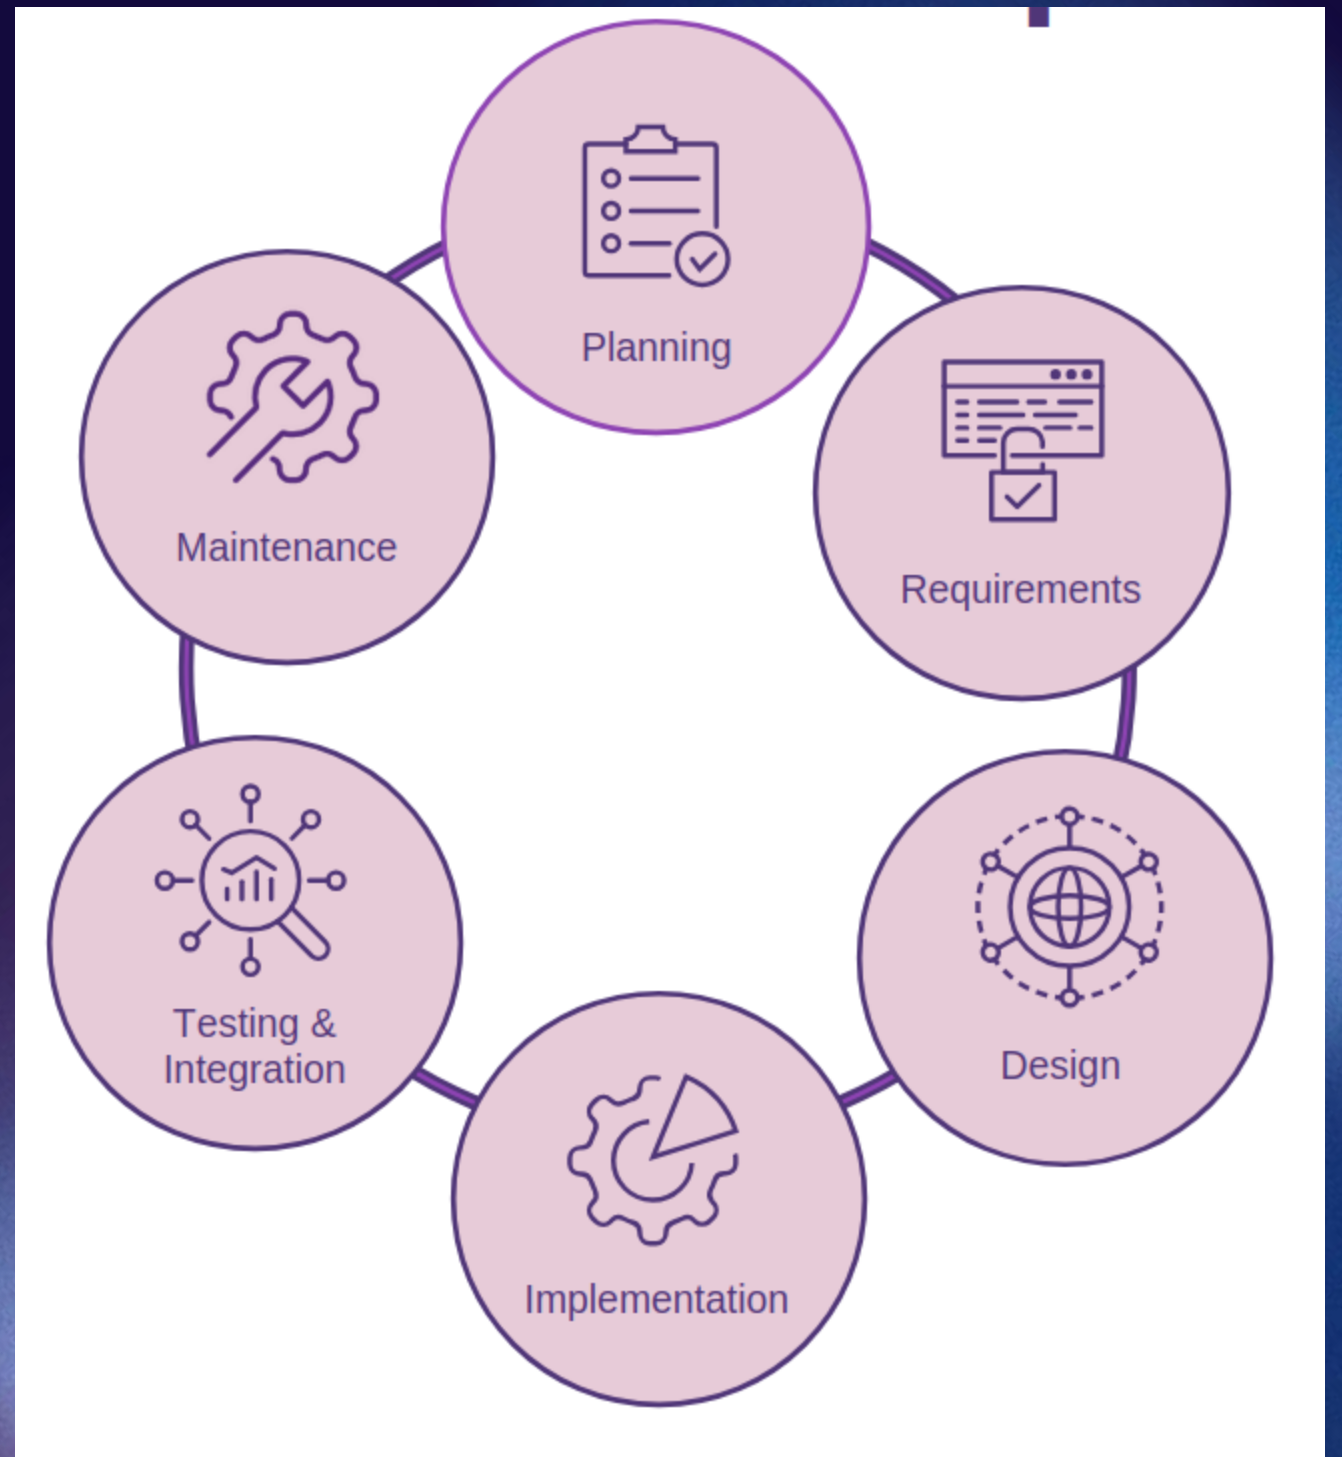 Planning
Requirements
Design
Implementation
Testing &
Integration
Maintenance